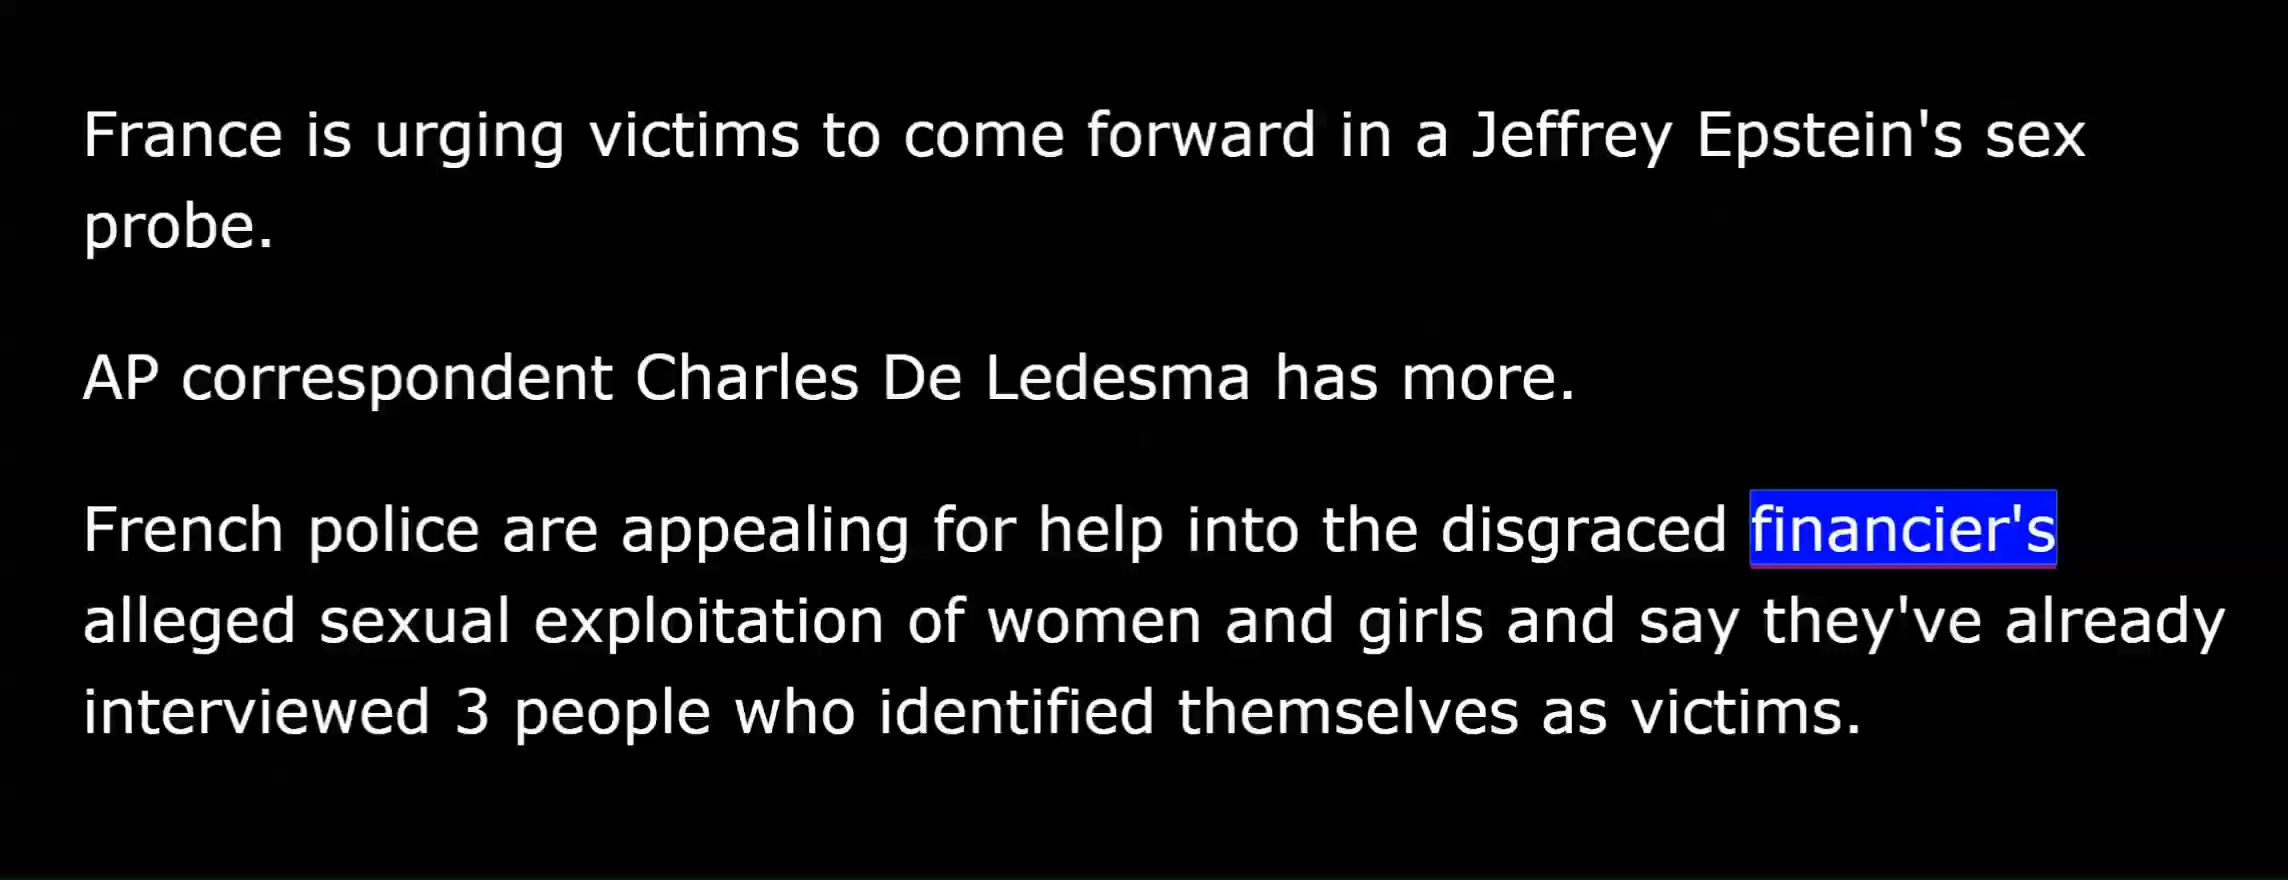 France is urging victims to come forward in a Jeffrey Epstein's sex
probe.
AP correspondent Charles De Ledesma has more.
French police are appealing for help into the disgraced financier's
alleged sexual exploitation of women and girls and say they've already
interviewed 3 people who identified themselves as victims.